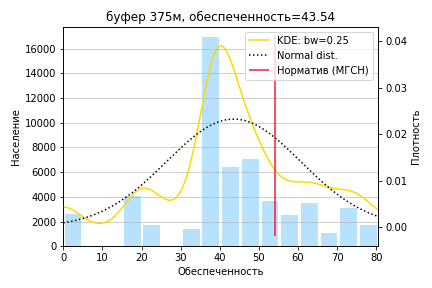 буфер 375м, обеспеченность=43.54
KDE: bw=0.25
Normal dist.
Норматив (МГСН)
Население
16000
14000
12000
10000
8000
6000
4000
2000
0
0.04
0.03
0.02
0.01
0.00
Плотность
0 10 20 30 40 50 60 70 80
Обеспеченность